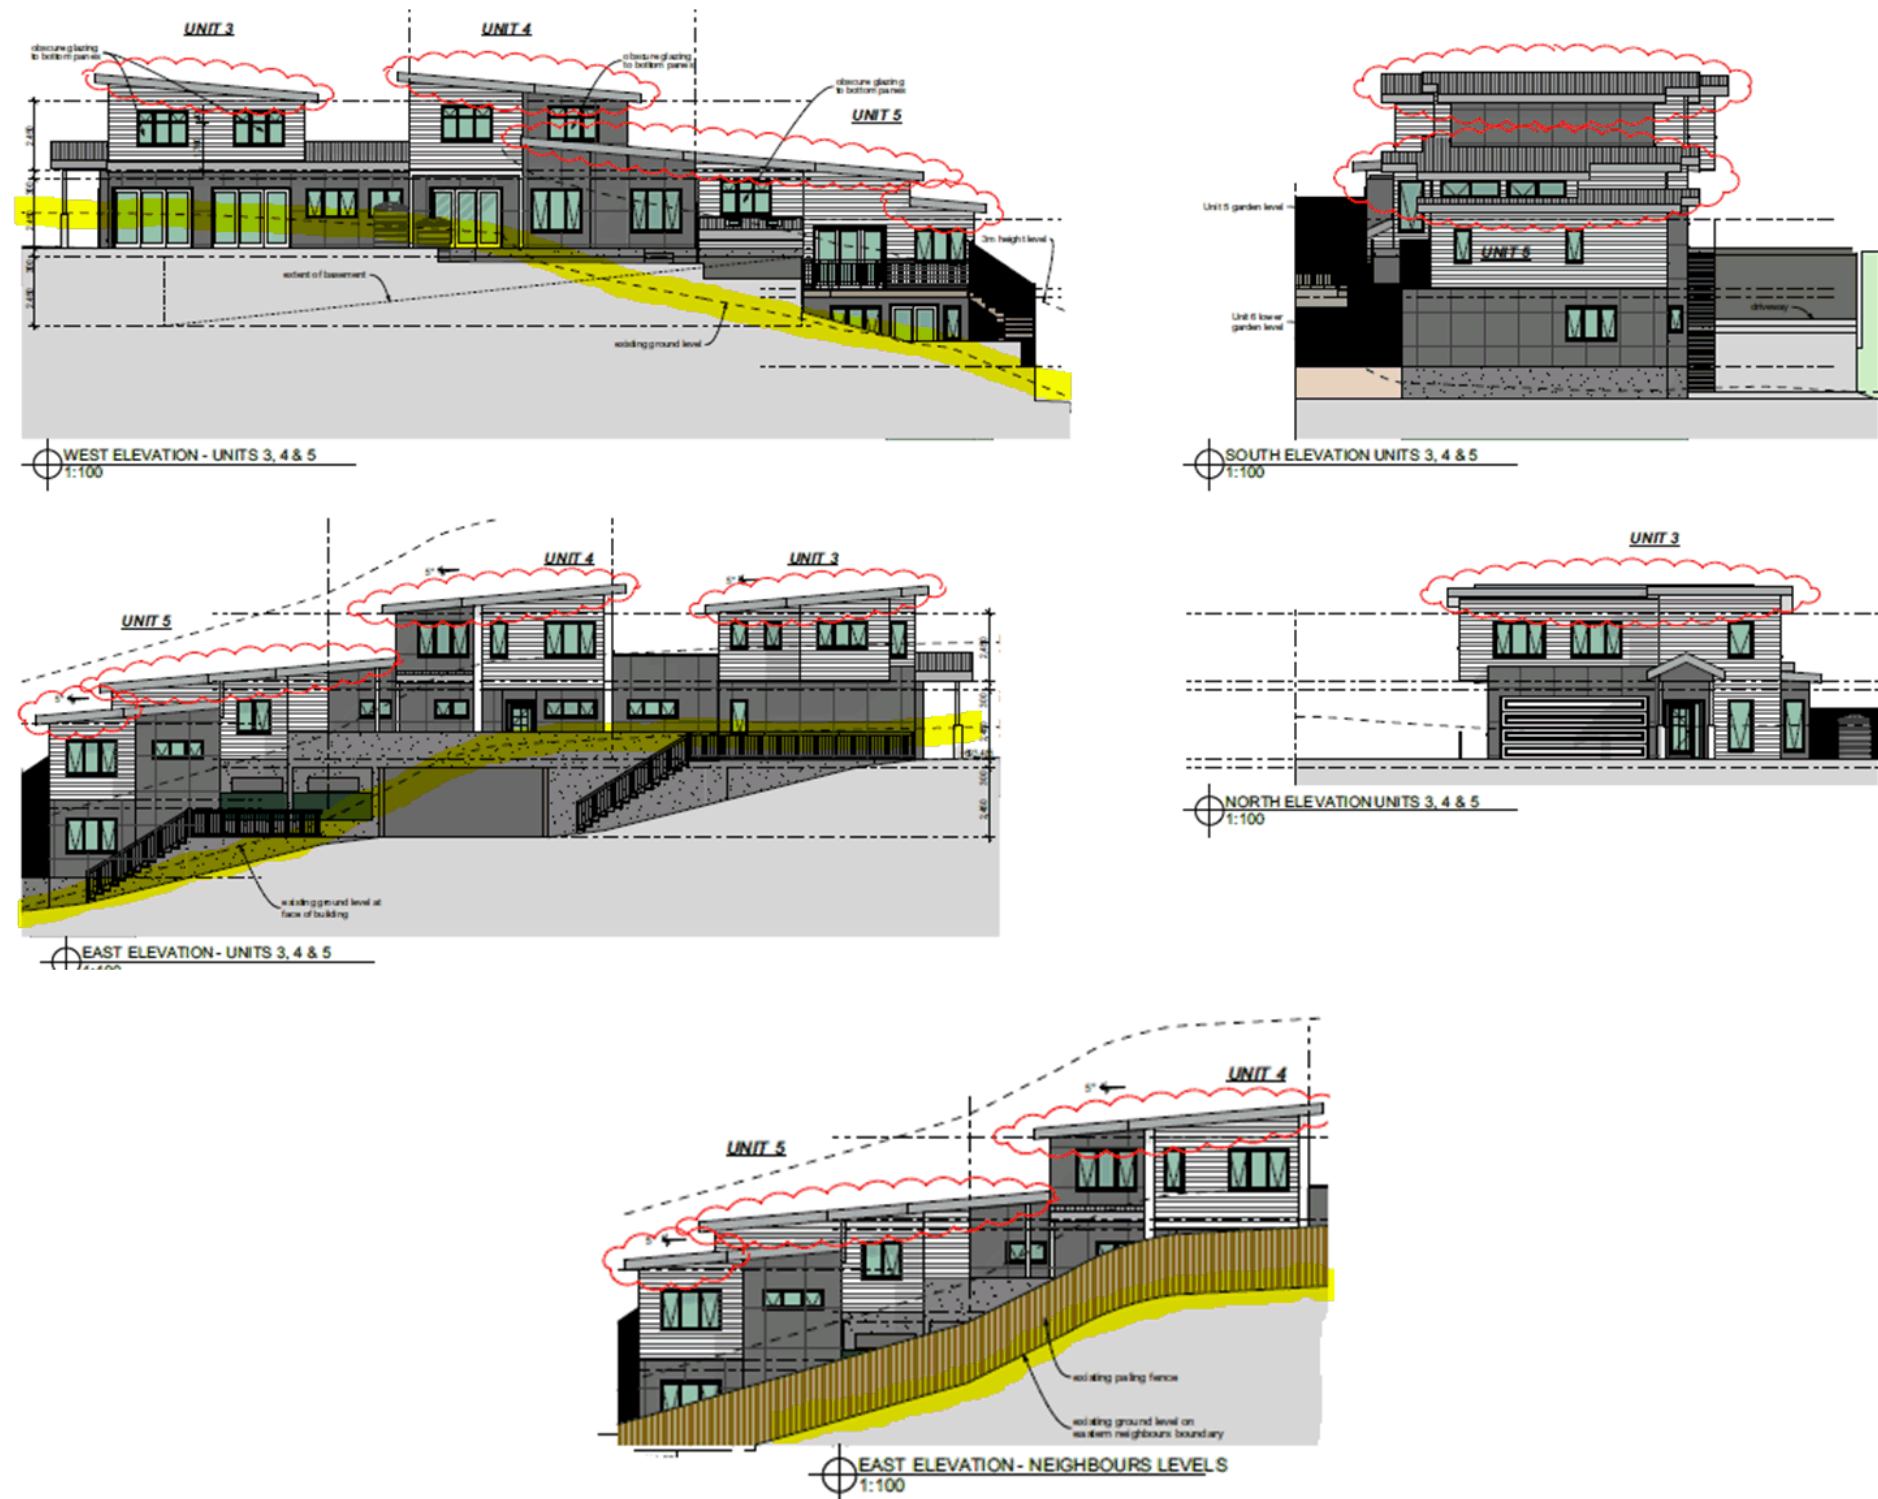 UNIT 3
UNIT 4
obscure glazing
to bottom panes
obscure glazing
to bottom panes
obscure glazing
to bottom panels
UNIT 5
3m height level
extent of basement
existing ground level
WEST ELEVATION - UNITS 3, 4 & 5
1:100
Unit 5 garden level
UNIT 5
Unit 6 lower
garden level
driveway
SOUTH ELEVATION UNITS 3, 4 & 5
1:100
UNIT 4
UNIT 3
5°
5°
UNIT 5
5°
existing ground level at
face of building
EAST ELEVATION - UNITS 3, 4 & 5
1:100
UNIT 3
NORTH ELEVATION UNITS 3, 4 & 5
1:100
UNIT 4
5°
UNIT 5
5°
existing paling fence
existing ground level on
eastern neighbours boundary
EAST ELEVATION - NEIGHBOURS LEVELS
1:100